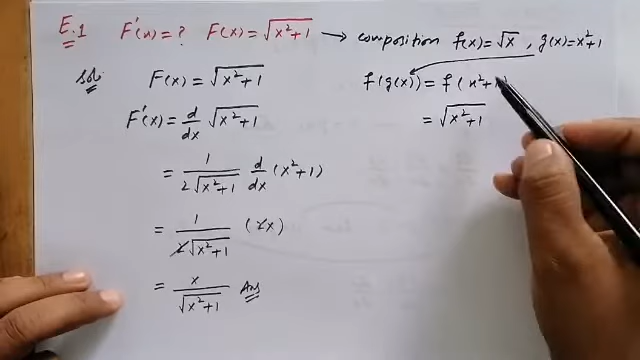 E.1 F'(x) = ? F(x) = √(x²+1) → composition f(x) = √x , g(x) = x²+1
Sol: F(x) = √(x²+1)
F'(x) = d/dx √(x²+1)
= 1/(2√(x²+1)) d/dx (x²+1)
= 1/(2√(x²+1)) (2x)
= x/√(x²+1) Ans
f(g(x)) = f(x²+1)
= √(x²+1)